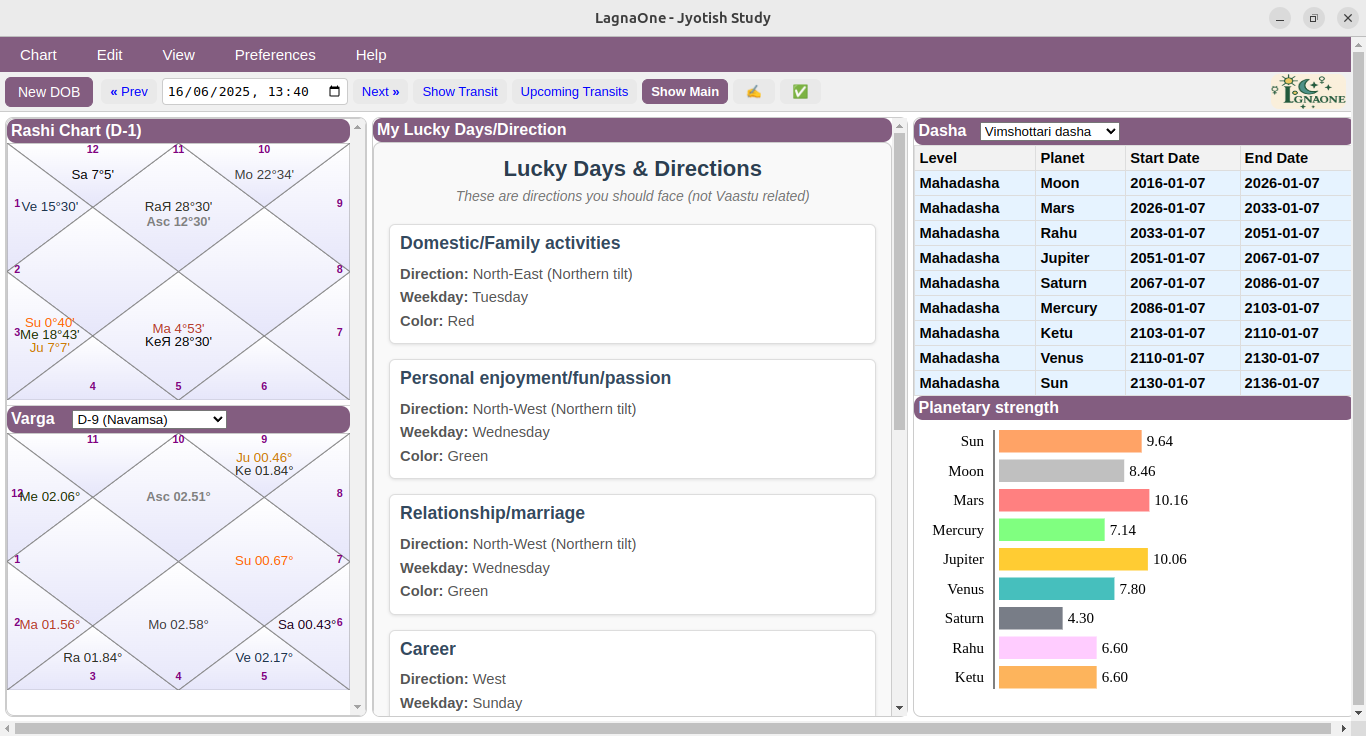 LagnaOne - Jyotish Study
Chart Edit View Preferences Help
New DOB « Prev 16/06/2025, 13:40 Next » Show Transit Upcoming Transits Show Main
LGNAONE
Rashi Chart (D-1)
12 11 10
Sa 7°5' Mo 22°34'
1 Ve 15°30' RaЯ 28°30' 9
Asc 12°30'
2 8
Su 0°40'
3 Me 18°43' Ma 4°53' 7
Ju 7°7' KeЯ 28°30'
4 5 6
Varga D-9 (Navamsa)
11 10 9
Ju 00.46°
Ke 01.84°
12 Me 02.06° Asc 02.51° 8
1 Su 00.67° 7
2 Ma 01.56° Mo 02.58° Sa 00.43° 6
Ra 01.84° Ve 02.17°
3 4 5
My Lucky Days/Direction
Lucky Days & Directions
These are directions you should face (not Vaastu related)
Domestic/Family activities
Direction: North-East (Northern tilt)
Weekday: Tuesday
Color: Red
Personal enjoyment/fun/passion
Direction: North-West (Northern tilt)
Weekday: Wednesday
Color: Green
Relationship/marriage
Direction: North-West (Northern tilt)
Weekday: Wednesday
Color: Green
Career
Direction: West
Weekday: Sunday
Dasha Vimshottari dasha
Level Planet Start Date End Date
Mahadasha Moon 2016-01-07 2026-01-07
Mahadasha Mars 2026-01-07 2033-01-07
Mahadasha Rahu 2033-01-07 2051-01-07
Mahadasha Jupiter 2051-01-07 2067-01-07
Mahadasha Saturn 2067-01-07 2086-01-07
Mahadasha Mercury 2086-01-07 2103-01-07
Mahadasha Ketu 2103-01-07 2110-01-07
Mahadasha Venus 2110-01-07 2130-01-07
Mahadasha Sun 2130-01-07 2136-01-07
Planetary strength
Sun 9.64
Moon 8.46
Mars 10.16
Mercury 7.14
Jupiter 10.06
Venus 7.80
Saturn 4.30
Rahu 6.60
Ketu 6.60